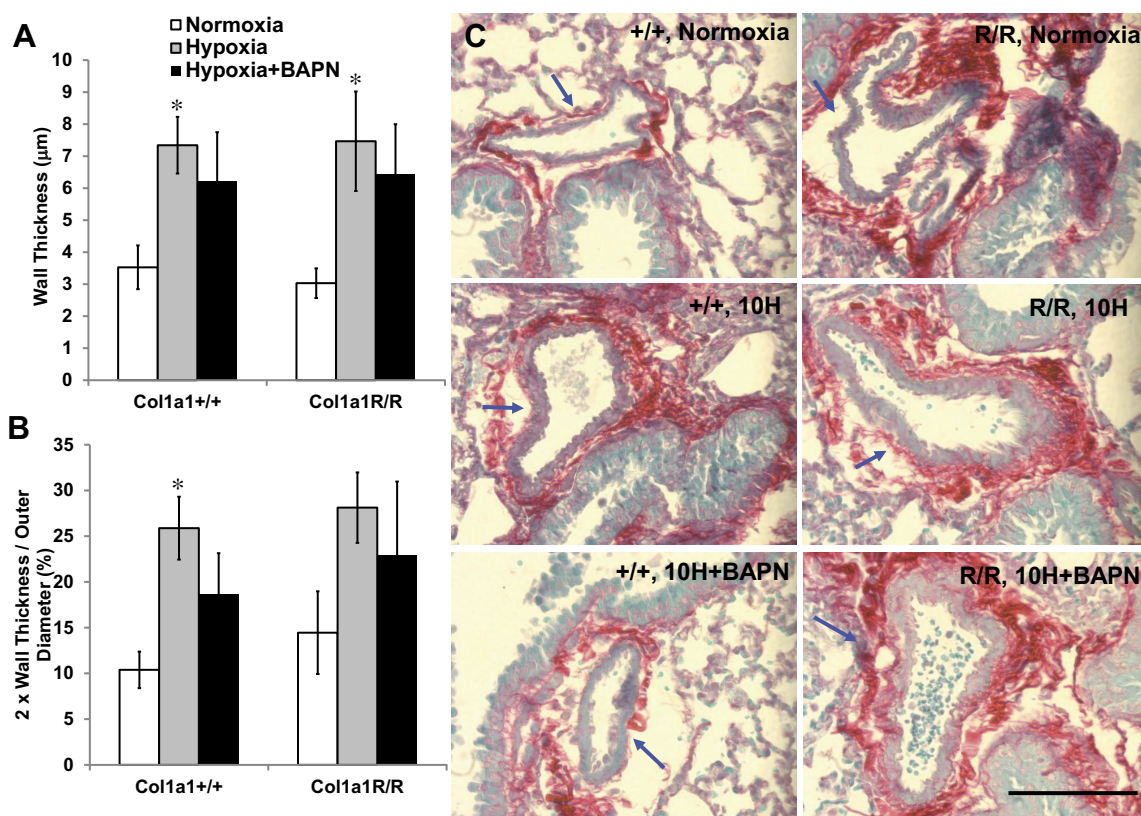 A
Normoxia
Hypoxia
Hypoxia+BAPN
Wall Thickness (µm)
10
9
8
7
6
5
4
3
2
1
0
*
*
Col1a1+/+
Col1a1R/R
B
2 x Wall Thickness / Outer
Diameter (%)
35
30
25
20
15
10
5
0
*
Col1a1+/+
Col1a1R/R
C
+/+, Normoxia
R/R, Normoxia
+/+, 10H
R/R, 10H
+/+, 10H+BAPN
R/R, 10H+BAPN